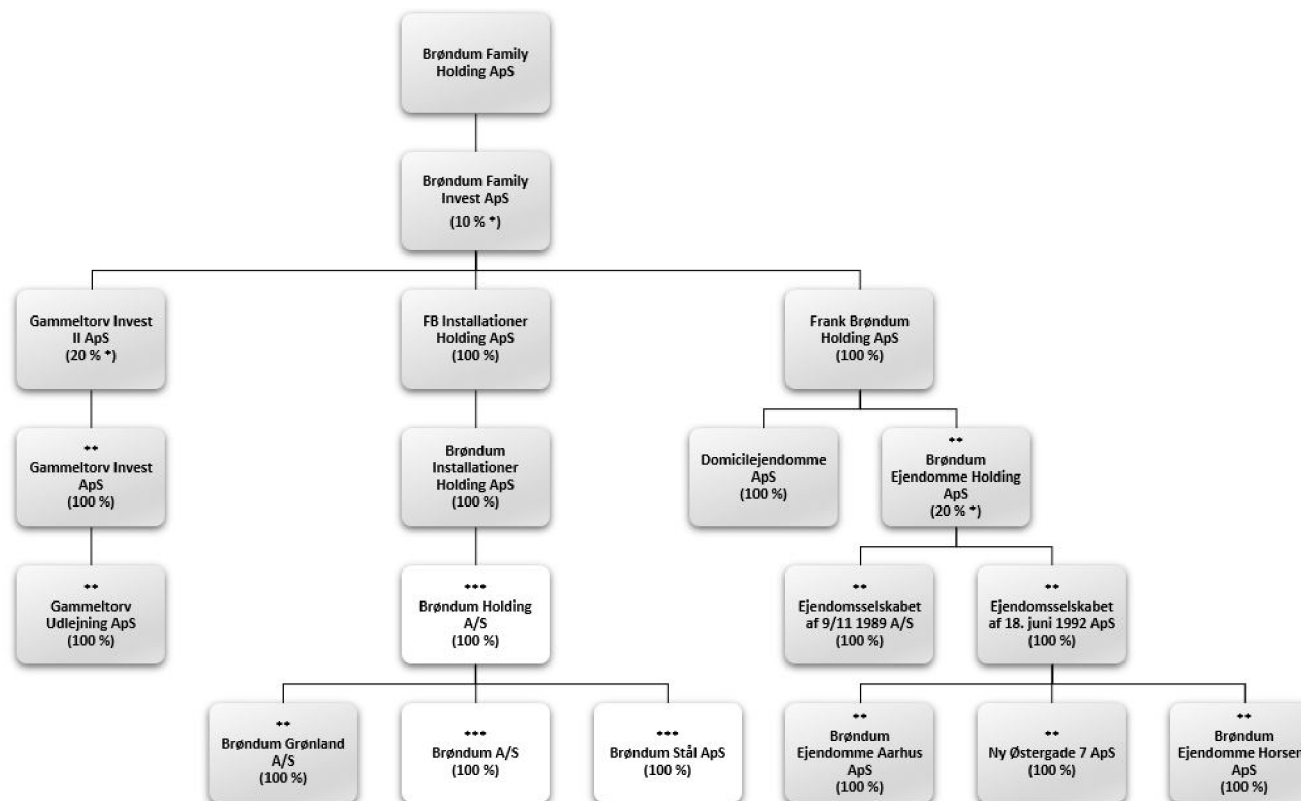 Brøndum Family
Holding ApS
Brøndum Family
Invest ApS
(10 % *)
Gammeltorv Invest
II ApS
(20 % *)
FB Installationer
Holding ApS
(100 %)
Frank Brøndum
Holding ApS
(100 %)
**
Gammeltorv Invest
ApS
(100 %)
Brøndum
Installationer
Holding ApS
(100 %)
Domicilejendomme
ApS
(100 %)
**
Brøndum
Ejendomme Holding
ApS
(20 % *)
**
Gammeltorv
Udlejning ApS
(100 %)
***
Brøndum Holding
A/S
(100 %)
**
Ejendomsselskabet
af 9/11 1989 A/S
(100 %)
**
Ejendomsselskabet
af 18. juni 1992 ApS
(100 %)
**
Brøndum Grønland
A/S
(100 %)
***
Brøndum A/S
(100 %)
***
Brøndum Stål ApS
(100 %)
**
Brøndum
Ejendomme Aarhus
ApS
(100 %)
**
Ny Østergade 7 ApS
(100 %)
**
Brøndum
Ejendomme Horsen
ApS
(100 %)